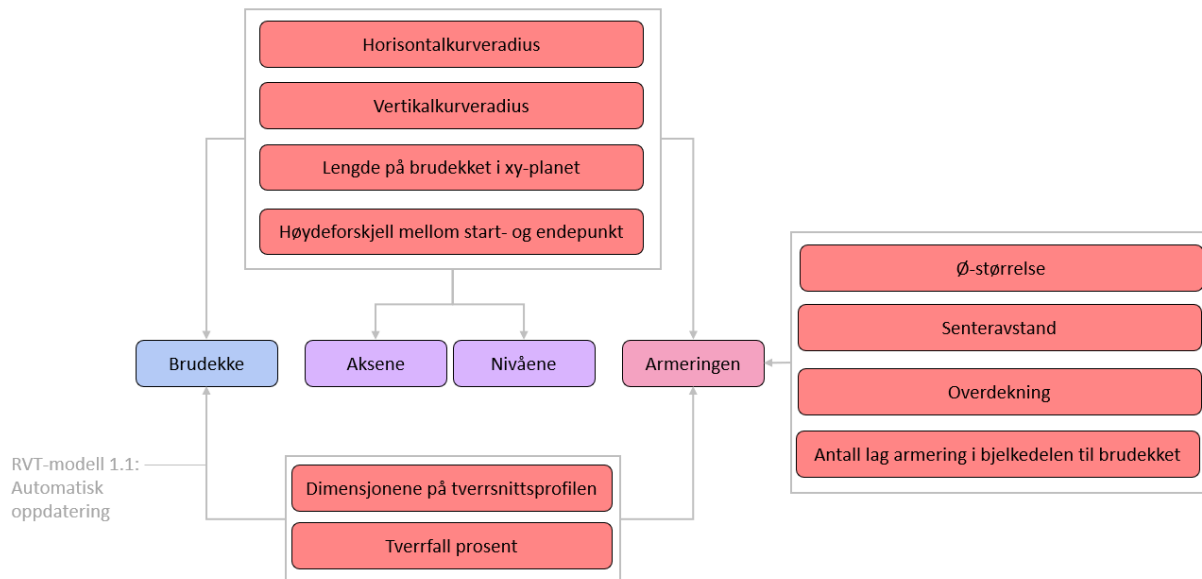 Horisontalkurveradius
Vertikalkurveradius
Lengde på brudekket i xy-planet
Høydeforskjell mellom start- og endepunkt
Ø-størrelse
Senteravstand
Overdekning
Antall lag armering i bjelkedelen til brudekket
Brudekke
Aksene
Nivåene
Armeringen
RVT-modell 1.1:
Automatisk
oppdatering
Dimensjonene på tverrsnittsprofilen
Tverrfall prosent